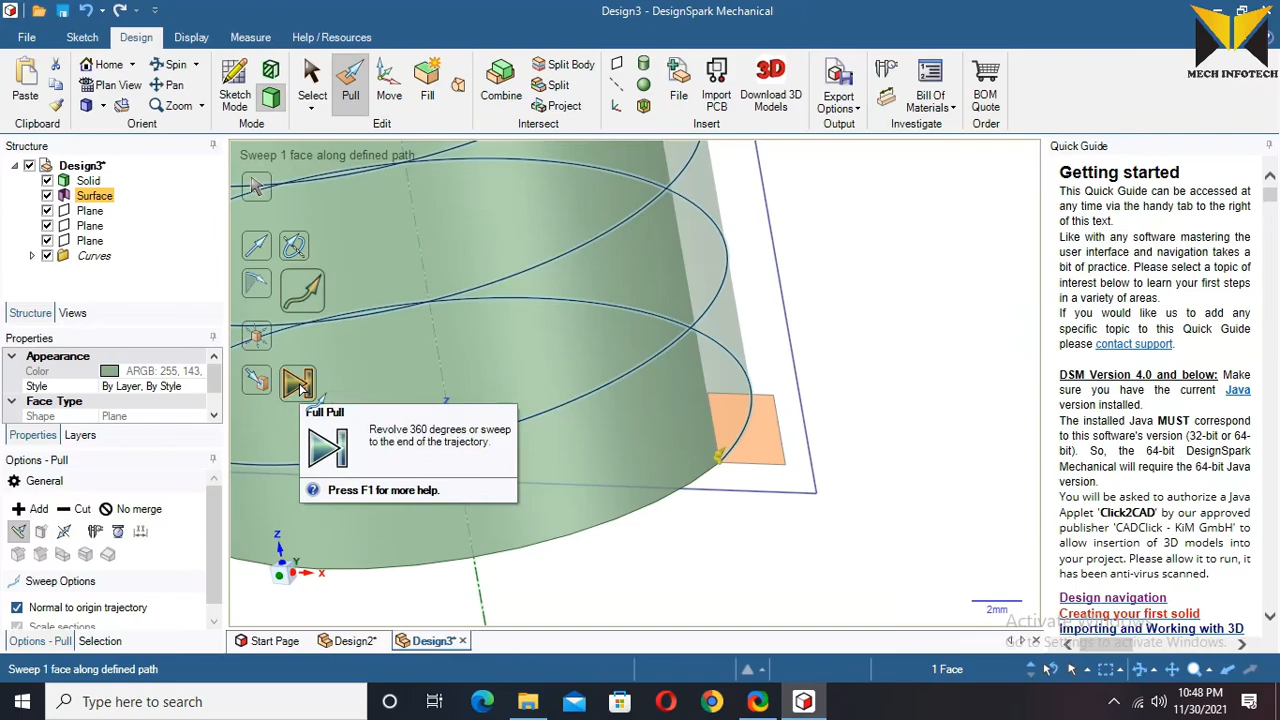 Design3 - DesignSpark Mechanical
MECH INFOTECH
File
Sketch
Design
Display
Measure
Help / Resources
Paste
Clipboard
Home
Plan View
Spin
Pan
Zoom
Orient
Sketch
Mode
Mode
Select
Pull
Move
Fill
Edit
Combine
Split Body
Split
Project
Intersect
File
Import
PCB
Download 3D
Models
Insert
Export
Options
Output
Bill Of
Materials
Investigate
BOM
Quote
Order
Structure
Design3*
Solid
Surface
Plane
Plane
Plane
Curves
Structure
Views
Properties
Appearance
Color
ARGB: 255, 143,
Style
By Layer, By Style
Face Type
Shape
Plane
Properties
Layers
Options - Pull
General
Add
Cut
No merge
Sweep Options
Normal to origin trajectory
Scale sections
Options - Pull
Selection
Sweep 1 face along defined path
Full Pull
Revolve 360 degrees or sweep
to the end of the trajectory.
Press F1 for more help.
Z
Z
Y
X
2mm
Start Page
Design2*
Design3*
Quick Guide
Getting started
This Quick Guide can be accessed at
any time via the handy tab to the right
of this text.
Like with any software mastering the
user interface and navigation takes a
bit of practice. Please select a topic of
interest below to learn your first steps
in a variety of areas.
If you would like us to add any
specific topic to this Quick Guide
please contact support.
DSM Version 4.0 and below: Make
sure you have the current Java
version installed.
The installed Java MUST correspond
to this software's version (32-bit or 64-
bit). So, the 64-bit DesignSpark
Mechanical will require the 64-bit Java
version.
You will be asked to authorize a Java
Applet 'Click2CAD' by our approved
publisher 'CADClick - KiM GmbH' to
allow insertion of 3D models into
your project. Please allow it to run, it
has been anti-virus scanned.
Design navigation
Creating your first solid
Importing and Working with 3D
Activate Windows
Go to Settings to activate Windows.
Sweep 1 face along defined path
1 Face
Type here to search
10:48 PM
11/30/2021